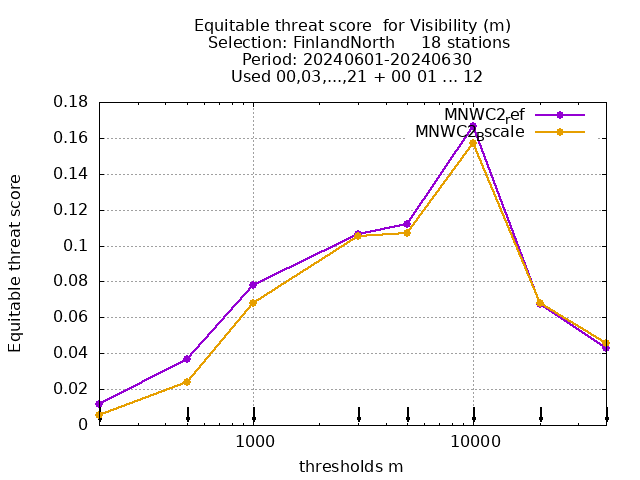 Equitable threat score  for Visibility (m)
Selection: FinlandNorth     18 stations
Period: 20240601-20240630
Used 00,03,...,21 + 00 01 ... 12
MNWC2ref
MNWC2Bscale
0.18
0.16
0.14
0.12
0.1
0.08
0.06
0.04
0.02
0
Equitable threat score
1000
10000
thresholds m